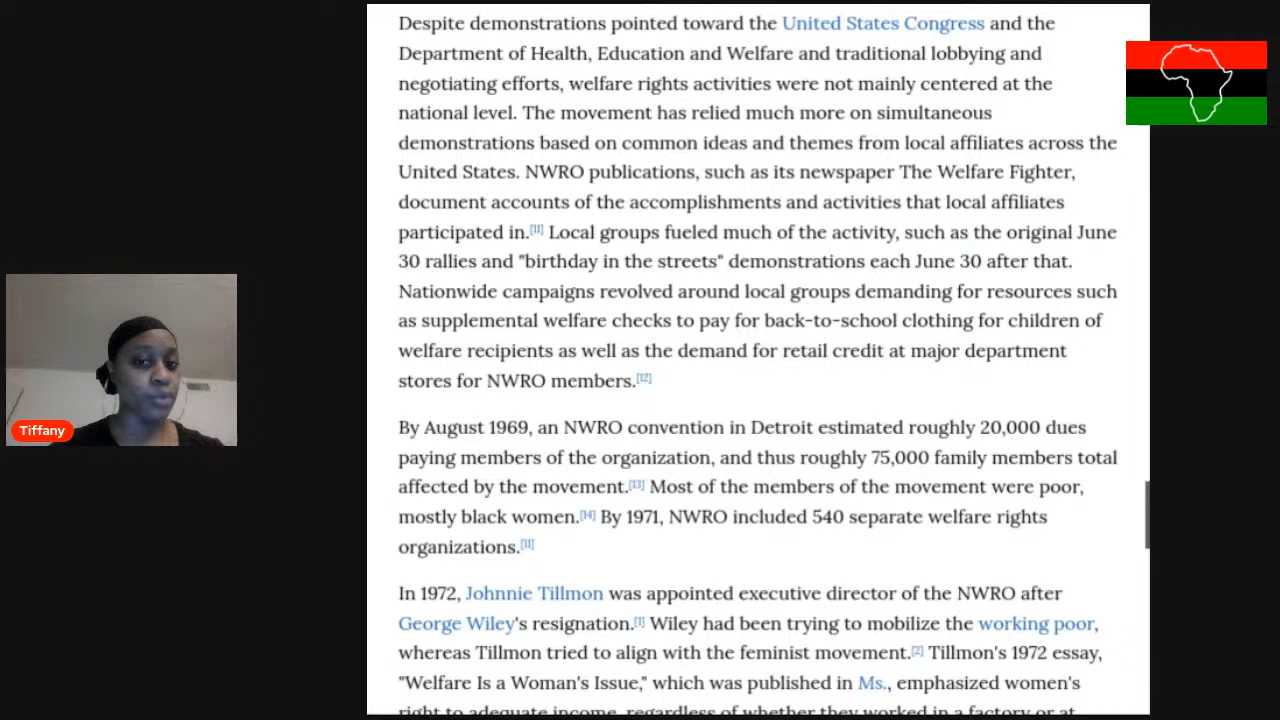 Despite demonstrations pointed toward the United States Congress and the
Department of Health, Education and Welfare and traditional lobbying and
negotiating efforts, welfare rights activities were not mainly centered at the
national level. The movement has relied much more on simultaneous
demonstrations based on common ideas and themes from local affiliates across the
United States. NWRO publications, such as its newspaper The Welfare Fighter,
document accounts of the accomplishments and activities that local affiliates
participated in.[11] Local groups fueled much of the activity, such as the original June
30 rallies and "birthday in the streets" demonstrations each June 30 after that.
Nationwide campaigns revolved around local groups demanding for resources such
as supplemental welfare checks to pay for back-to-school clothing for children of
welfare recipients as well as the demand for retail credit at major department
stores for NWRO members.[12]
By August 1969, an NWRO convention in Detroit estimated roughly 20,000 dues
paying members of the organization, and thus roughly 75,000 family members total
affected by the movement.[13] Most of the members of the movement were poor,
mostly black women.[14] By 1971, NWRO included 540 separate welfare rights
organizations.[11]
In 1972, Johnnie Tillmon was appointed executive director of the NWRO after
George Wiley's resignation.[1] Wiley had been trying to mobilize the working poor,
whereas Tillmon tried to align with the feminist movement.[2] Tillmon's 1972 essay,
"Welfare Is a Woman's Issue," which was published in Ms., emphasized women's
right to adequate income, regardless of whether they worked in a factory or at
Tiffany